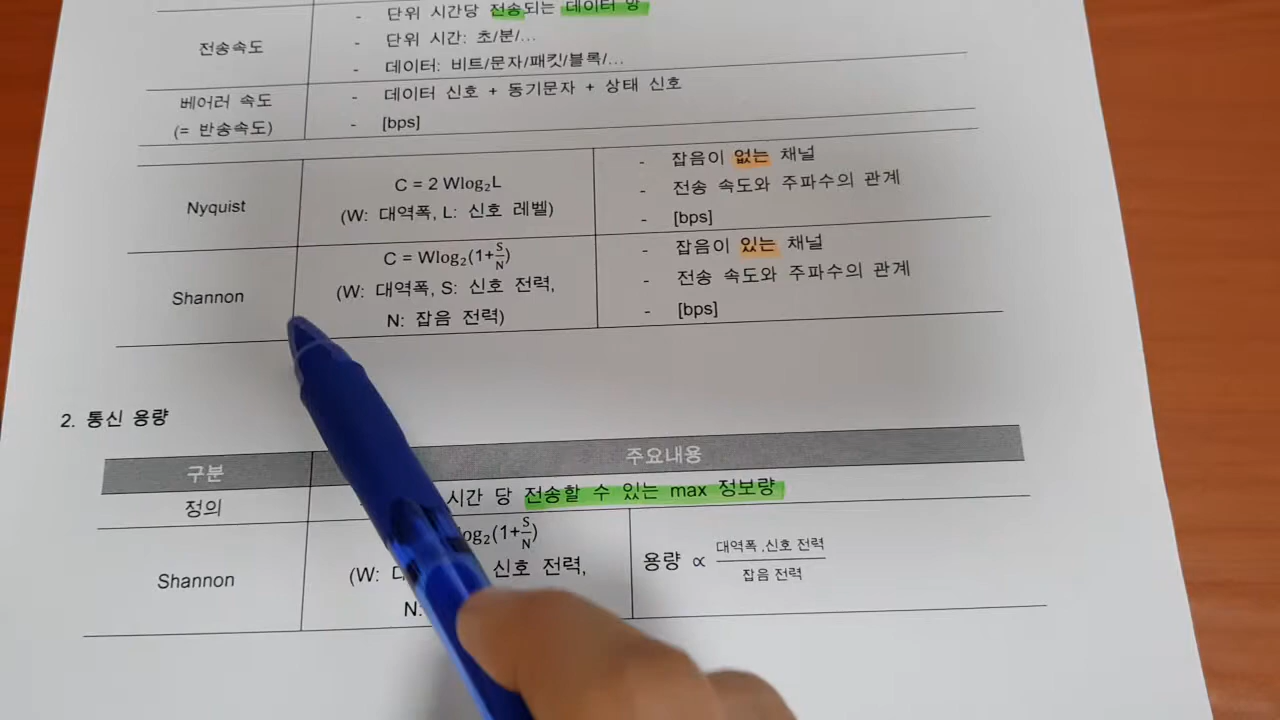 단위 시간당 전송되는 데이터 양
전송속도
- 단위 시간: 초/분/...
- 데이터: 비트/문자/패킷/블록/...
베어러 속도
(= 반송속도)
- 데이터 신호 + 동기문자 + 상태 신호
- [bps]
Nyquist
C = 2 Wlog₂L
(W: 대역폭, L: 신호 레벨)
- 잡음이 없는 채널
- 전송 속도와 주파수의 관계
- [bps]
Shannon
C = Wlog₂(1+S/N)
(W: 대역폭, S: 신호 전력,
N: 잡음 전력)
- 잡음이 있는 채널
- 전송 속도와 주파수의 관계
- [bps]
2. 통신 용량
구분
주요내용
정의
시간 당 전송할 수 있는 max 정보량
Shannon
log₂(1+S/N)
(W: 신호 전력,
N:
용량 ∝ 대역폭 ,신호 전력
잡음 전력